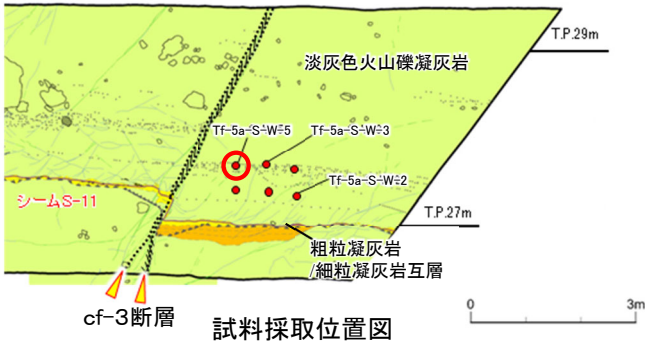 T.P.29m
淡灰色火山礫凝灰岩
Tf-5a-S-W-5
Tf-5a-S-W-3
Tf-5a-S-W-2
シームS-11
T.P.27m
粗粒凝灰岩
/細粒凝灰岩互層
cf-3断層
試料採取位置図
0
3m